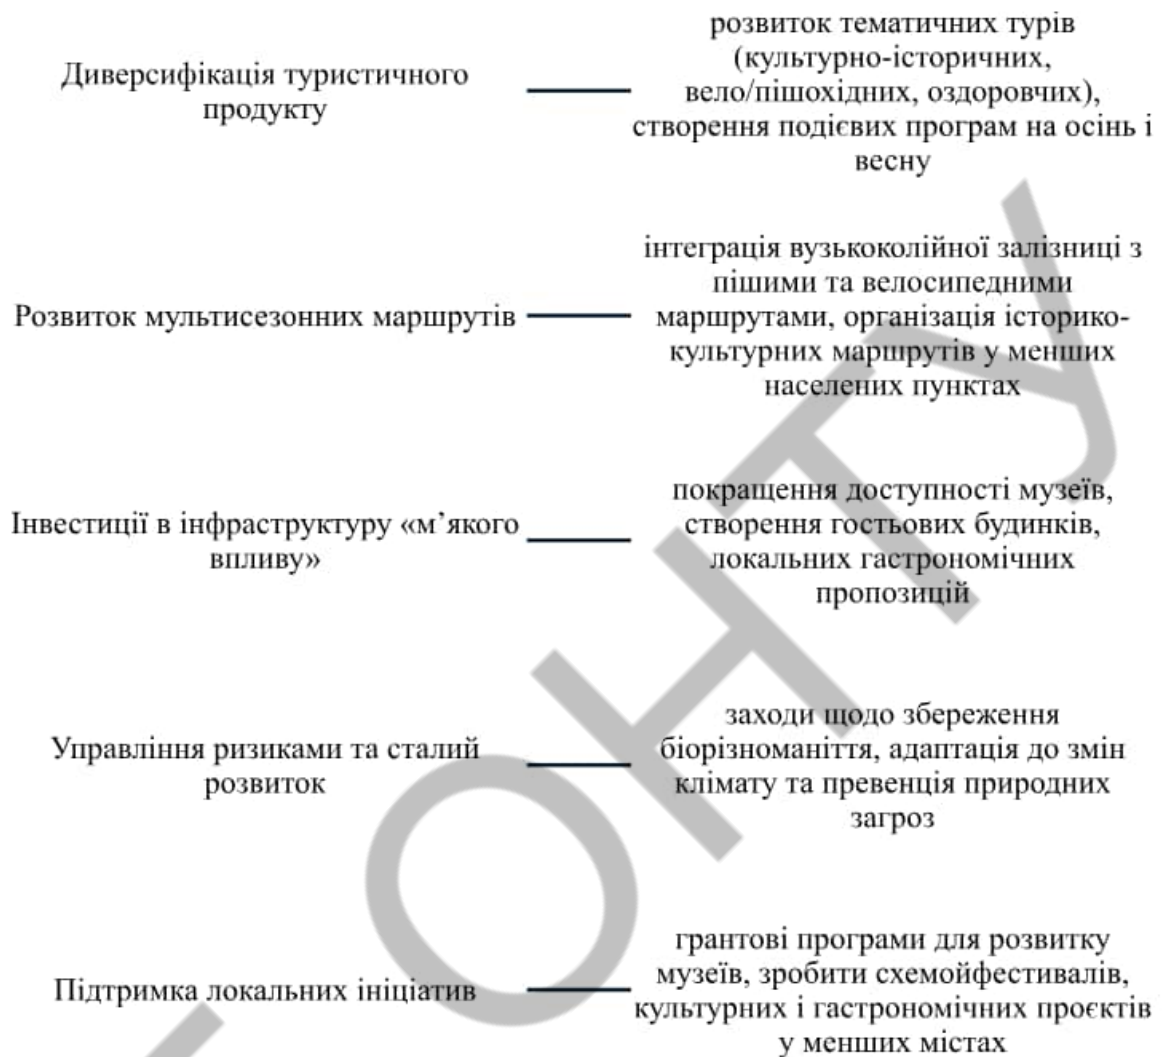 Диверсифікація туристичного
продукту
розвиток тематичних турів
(культурно-історичних,
вело/пішохідних, оздоровчих),
створення подієвих програм на осінь і
весну
Розвиток мультисезонних маршрутів
інтеграція вузькоколійної залізниці з
пішими та велосипедними
маршрутами, організація історико-
культурних маршрутів у менших
населених пунктах
Інвестиції в інфраструктуру «м’якого
впливу»
покращення доступності музеїв,
створення гостьових будинків,
локальних гастрономічних
пропозицій
Управління ризиками та сталий
розвиток
заходи щодо збереження
біорізноманіття, адаптація до змін
клімату та превенція природних
загроз
Підтримка локальних ініціатив
грантові програми для розвитку
музеїв, зробити схемойфестивалів,
культурних і гастрономічних проєктів
у менших містах
ОНТУ